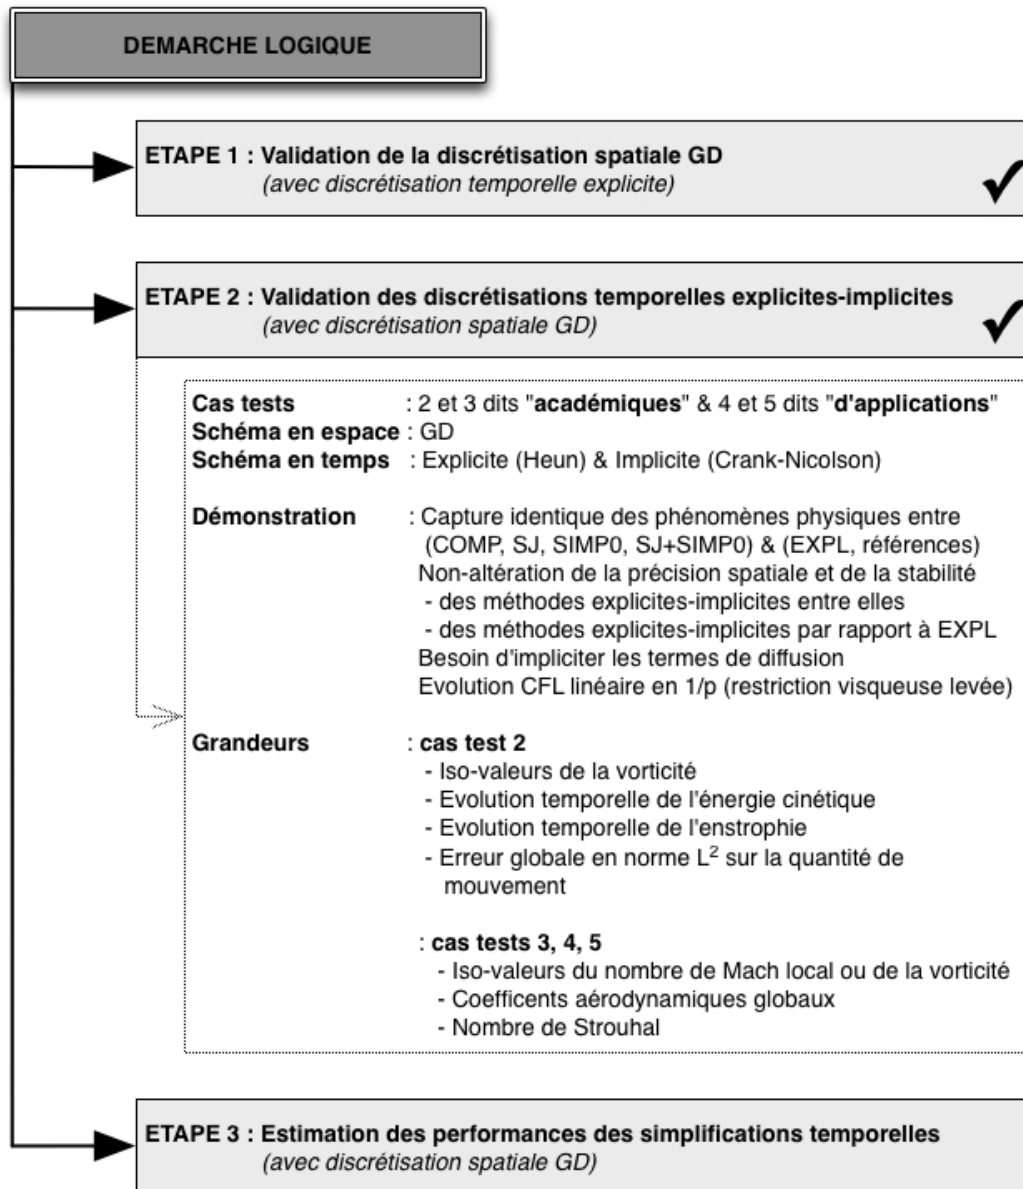 DEMARCHE LOGIQUE
ETAPE 1 : Validation de la discrétisation spatiale GD
(avec discrétisation temporelle explicite)
ETAPE 2 : Validation des discrétisations temporelles explicites-implicites
(avec discrétisation spatiale GD)
Cas tests : 2 et 3 dits "académiques" & 4 et 5 dits "d'applications"
Schéma en espace : GD
Schéma en temps : Explicite (Heun) & Implicite (Crank-Nicolson)
Démonstration : Capture identique des phénomènes physiques entre
(COMP, SJ, SIMP0, SJ+SIMP0) & (EXPL, références)
Non-altération de la précision spatiale et de la stabilité
- des méthodes explicites-implicites entre elles
- des méthodes explicites-implicites par rapport à EXPL
Besoin d'impliciter les termes de diffusion
Evolution CFL linéaire en 1/p (restriction visqueuse levée)
Grandeurs : cas test 2
- Iso-valeurs de la vorticité
- Evolution temporelle de l'énergie cinétique
- Evolution temporelle de l'enstrophie
- Erreur globale en norme L² sur la quantité de
mouvement
: cas tests 3, 4, 5
- Iso-valeurs du nombre de Mach local ou de la vorticité
- Coefficents aérodynamiques globaux
- Nombre de Strouhal
ETAPE 3 : Estimation des performances des simplifications temporelles
(avec discrétisation spatiale GD)